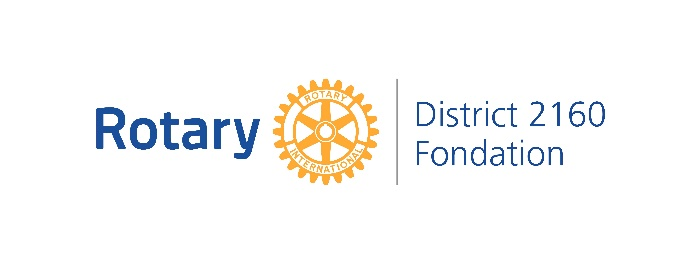 Rotary
ROTARY
INTERNATIONAL
District 2160
Fondation